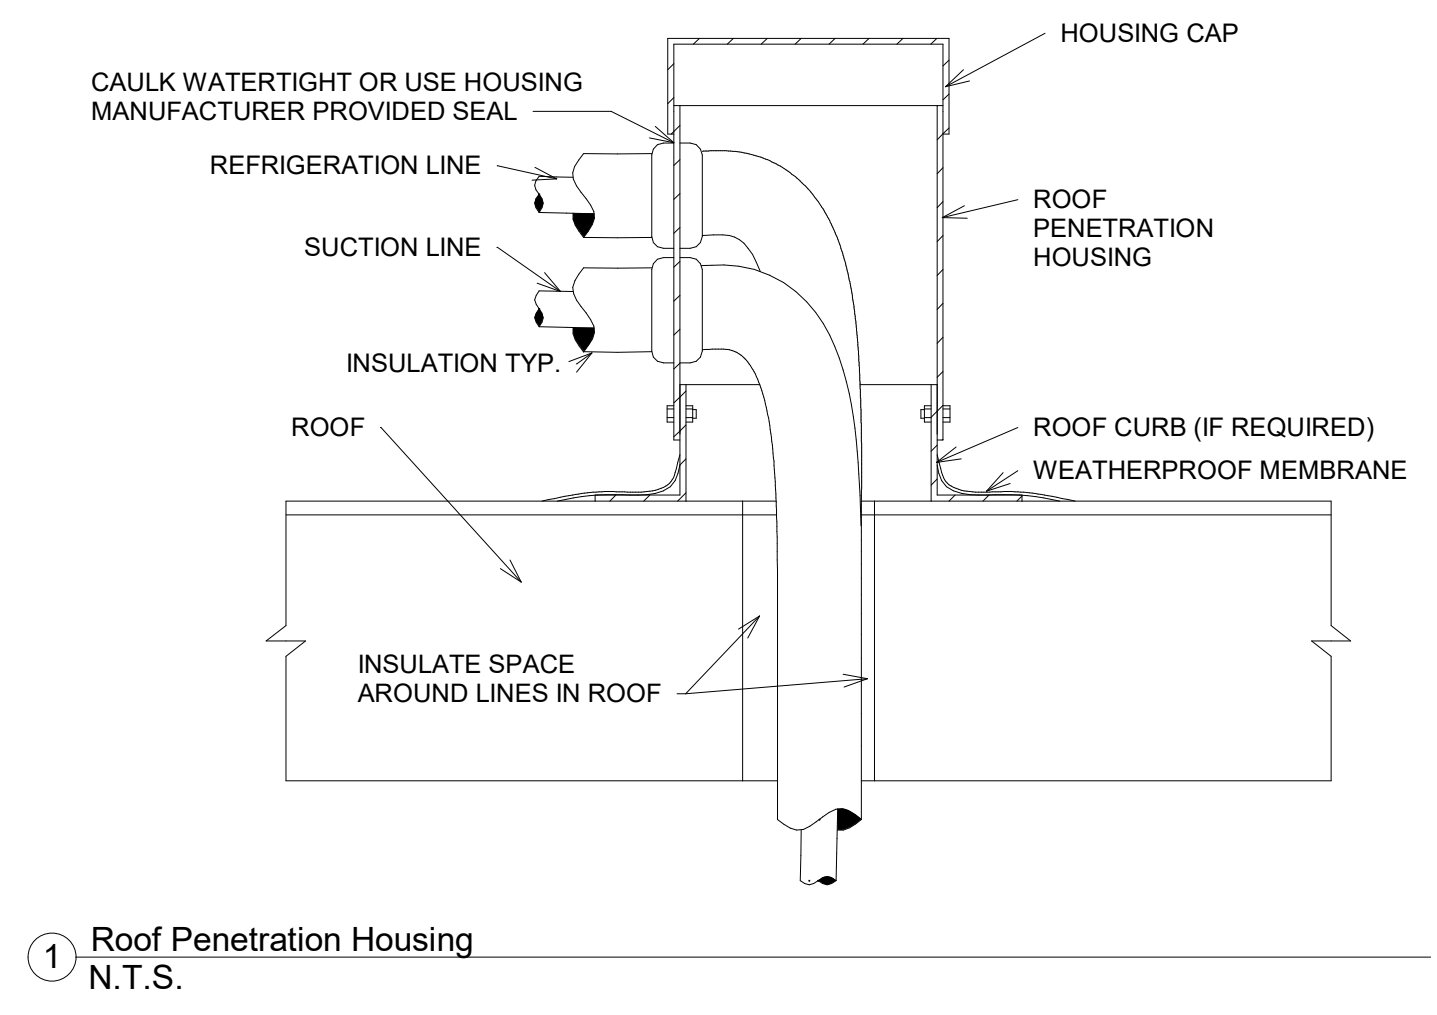 HOUSING CAP
CAULK WATERTIGHT OR USE HOUSING
MANUFACTURER PROVIDED SEAL
REFRIGERATION LINE
ROOF
PENETRATION
HOUSING
SUCTION LINE
INSULATION TYP.
ROOF
ROOF CURB (IF REQUIRED)
WEATHERPROOF MEMBRANE
INSULATE SPACE
AROUND LINES IN ROOF
1 Roof Penetration Housing
N.T.S.